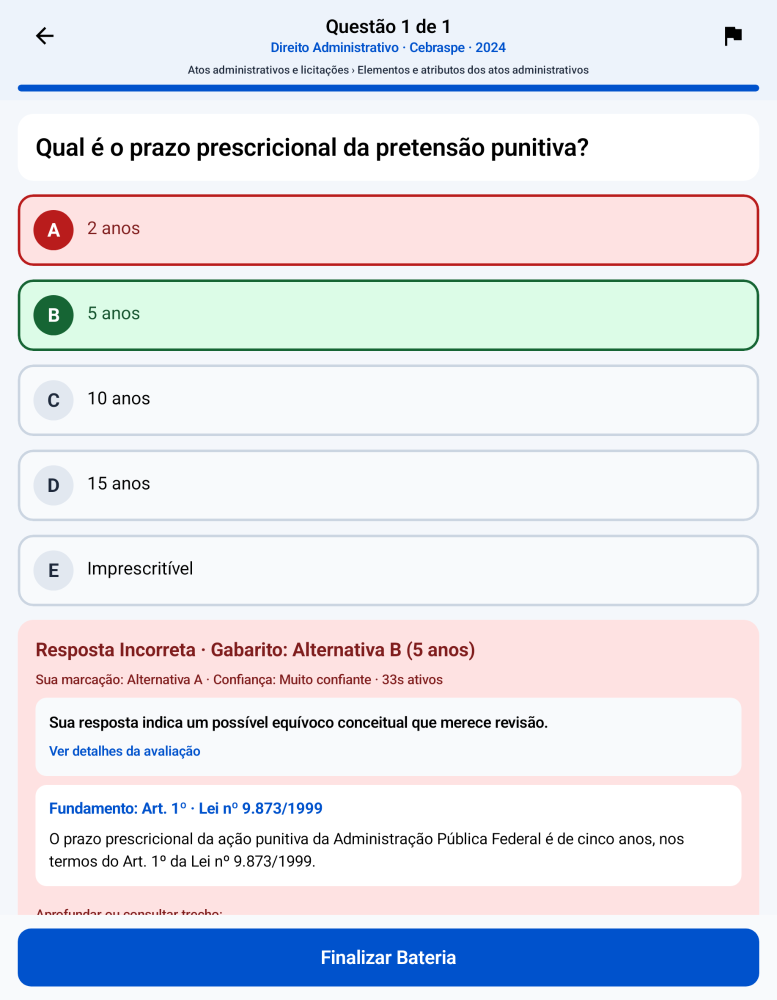 Questão 1 de 1
Direito Administrativo · Cebraspe · 2024
Atos administrativos e licitações › Elementos e atributos dos atos administrativos
Qual é o prazo prescricional da pretensão punitiva?
A 2 anos
B 5 anos
C 10 anos
D 15 anos
E Imprescritível
Resposta Incorreta · Gabarito: Alternativa B (5 anos)
Sua marcação: Alternativa A · Confiança: Muito confiante · 33s ativos
Sua resposta indica um possível equívoco conceitual que merece revisão.
Ver detalhes da avaliação
Fundamento: Art. 1º · Lei nº 9.873/1999
O prazo prescricional da ação punitiva da Administração Pública Federal é de cinco anos, nos
termos do Art. 1º da Lei nº 9.873/1999.
Aprofundar ou consultar trecho:
Finalizar Bateria